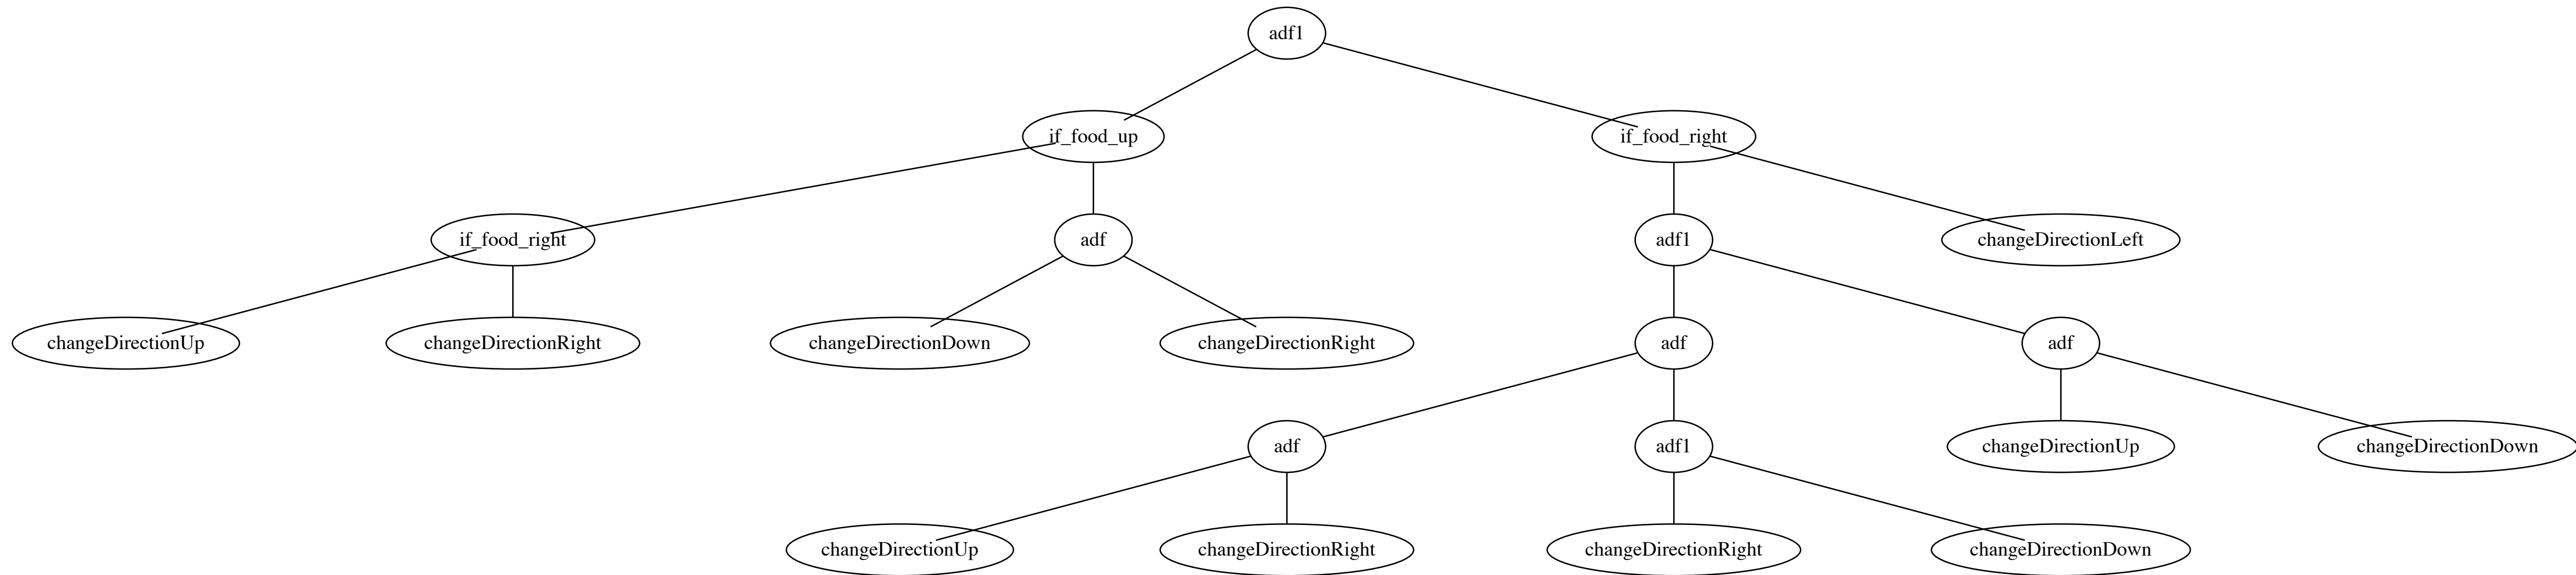 adf1
if_food_up
if_food_right
if_food_right
adf
adf1
changeDirectionLeft
changeDirectionUp
changeDirectionRight
changeDirectionDown
changeDirectionRight
adf
adf
adf
adf1
changeDirectionUp
changeDirectionDown
changeDirectionUp
changeDirectionRight
changeDirectionRight
changeDirectionDown